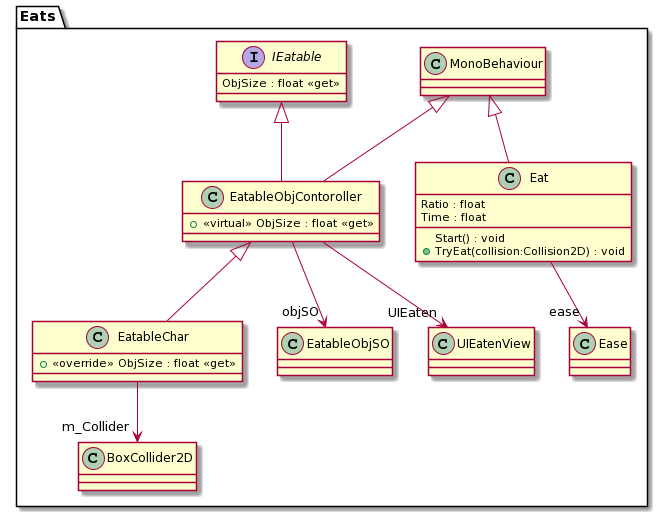 Eats
I IEatable
ObjSize : float «get»
C MonoBehaviour
C EatableObjContoroller
«virtual» ObjSize : float «get»
C Eat
Ratio : float
Time : float
Start() : void
TryEat(collision:Collision2D) : void
objSO
UIEaten
ease
C EatableChar
«override» ObjSize : float «get»
C EatableObjSO
C UIEatenView
C Ease
m_Collider
C BoxCollider2D